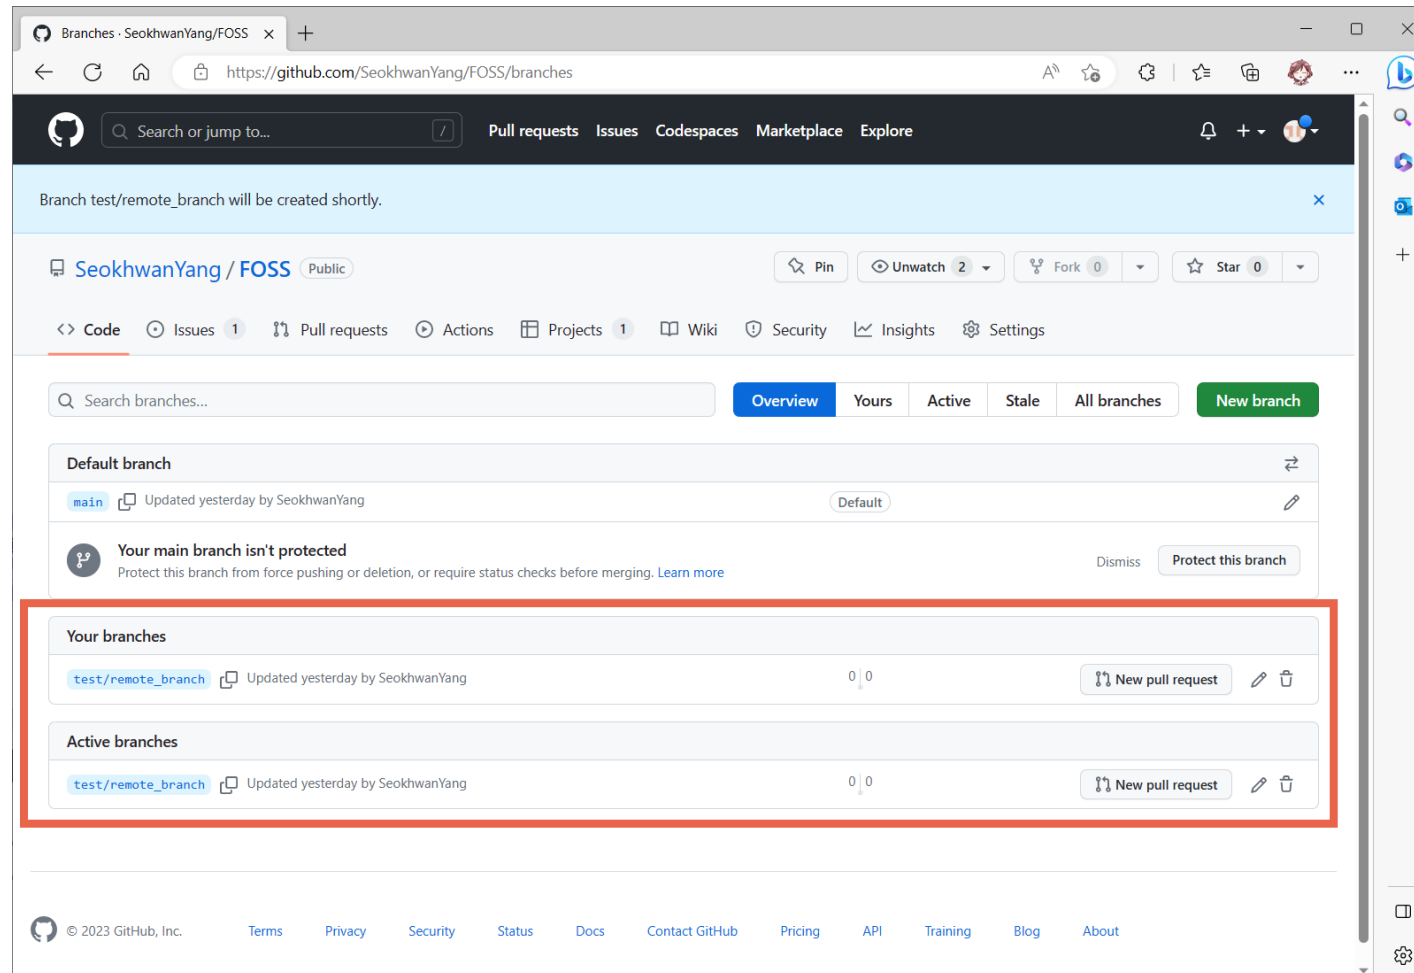 Branches · SeokhwanYang/FOSS
https://github.com/SeokhwanYang/FOSS/branches
Search or jump to... /
Pull requests Issues Codespaces Marketplace Explore
Branch test/remote_branch will be created shortly.
SeokhwanYang / FOSS Public
Pin Unwatch 2 Fork 0 Star 0
Code Issues 1 Pull requests Actions Projects 1 Wiki Security Insights Settings
Search branches...
Overview Yours Active Stale All branches New branch
Default branch
main Updated yesterday by SeokhwanYang Default
Your main branch isn't protected
Protect this branch from force pushing or deletion, or require status checks before merging. Learn more
Dismiss Protect this branch
Your branches
test/remote_branch Updated yesterday by SeokhwanYang 0 0 New pull request
Active branches
test/remote_branch Updated yesterday by SeokhwanYang 0 0 New pull request
© 2023 GitHub, Inc. Terms Privacy Security Status Docs Contact GitHub Pricing API Training Blog About